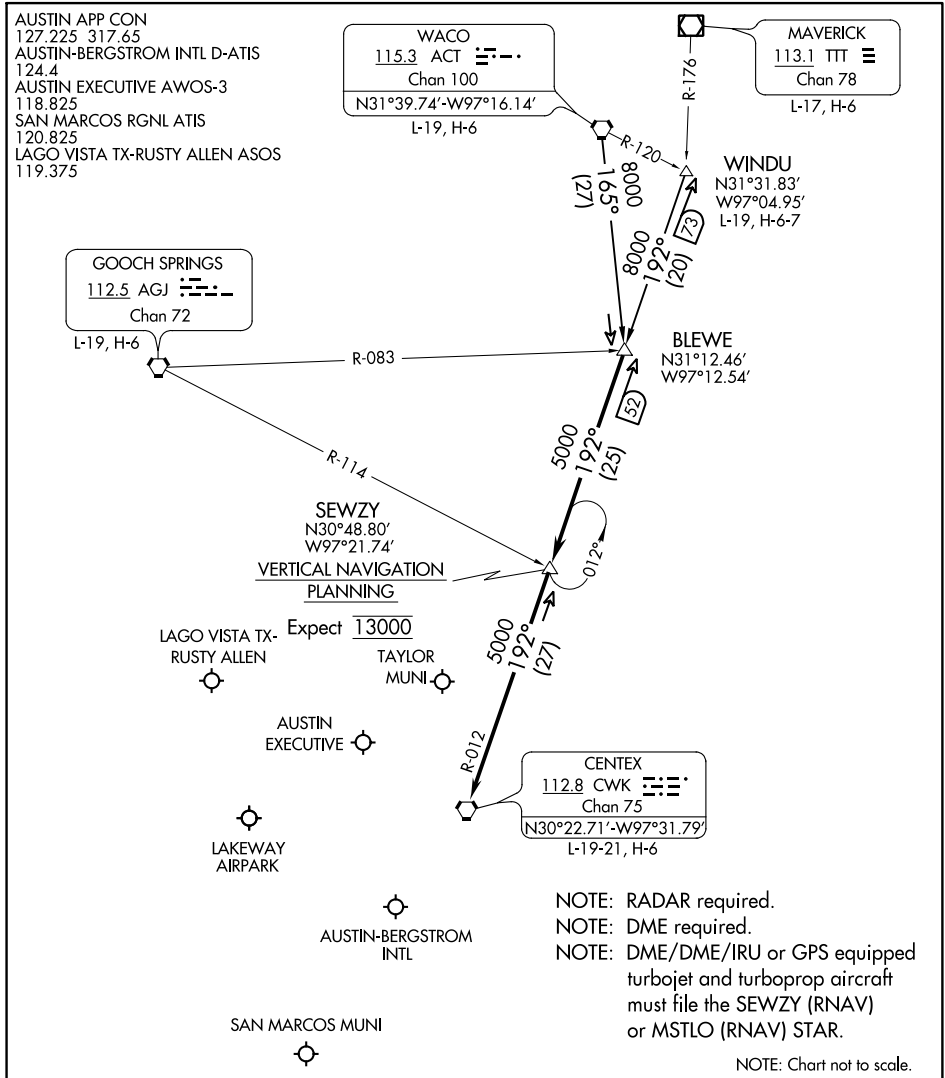 AUSTIN APP CON
127.225 317.65
AUSTIN-BERGSTROM INTL D-ATIS
124.4
AUSTIN EXECUTIVE AWOS-3
118.825
SAN MARCOS RGNL ATIS
120.825
LAGO VISTA TX-RUSTY ALLEN ASOS
119.375
WACO
115.3 ACT
Chan 100
N31°39.74'-W97°16.14'
L-19, H-6
MAVERICK
113.1 TTT
Chan 78
L-17, H-6
R-176
R-120
8000
165°
(27)
WINDU
N31°31.83'
W97°04.95'
L-19, H-6-7
73
8000
192°
(20)
GOOCH SPRINGS
112.5 AGJ
Chan 72
L-19, H-6
R-083
BLEWE
N31°12.46'
W97°12.54'
52
5000
192°
(25)
R-114
SEWZY
N30°48.80'
W97°21.74'
VERTICAL NAVIGATION
PLANNING
Expect 13000
012°
5000
192°
(27)
LAGO VISTA TX-
RUSTY ALLEN
TAYLOR
MUNI
AUSTIN
EXECUTIVE
R-012
CENTEX
112.8 CWK
Chan 75
N30°22.71'-W97°31.79'
L-19-21, H-6
LAKEWAY
AIRPARK
AUSTIN-BERGSTROM
INTL
SAN MARCOS MUNI
NOTE: RADAR required.
NOTE: DME required.
NOTE: DME/DME/IRU or GPS equipped
turbojet and turboprop aircraft
must file the SEWZY (RNAV)
or MSTLO (RNAV) STAR.
NOTE: Chart not to scale.